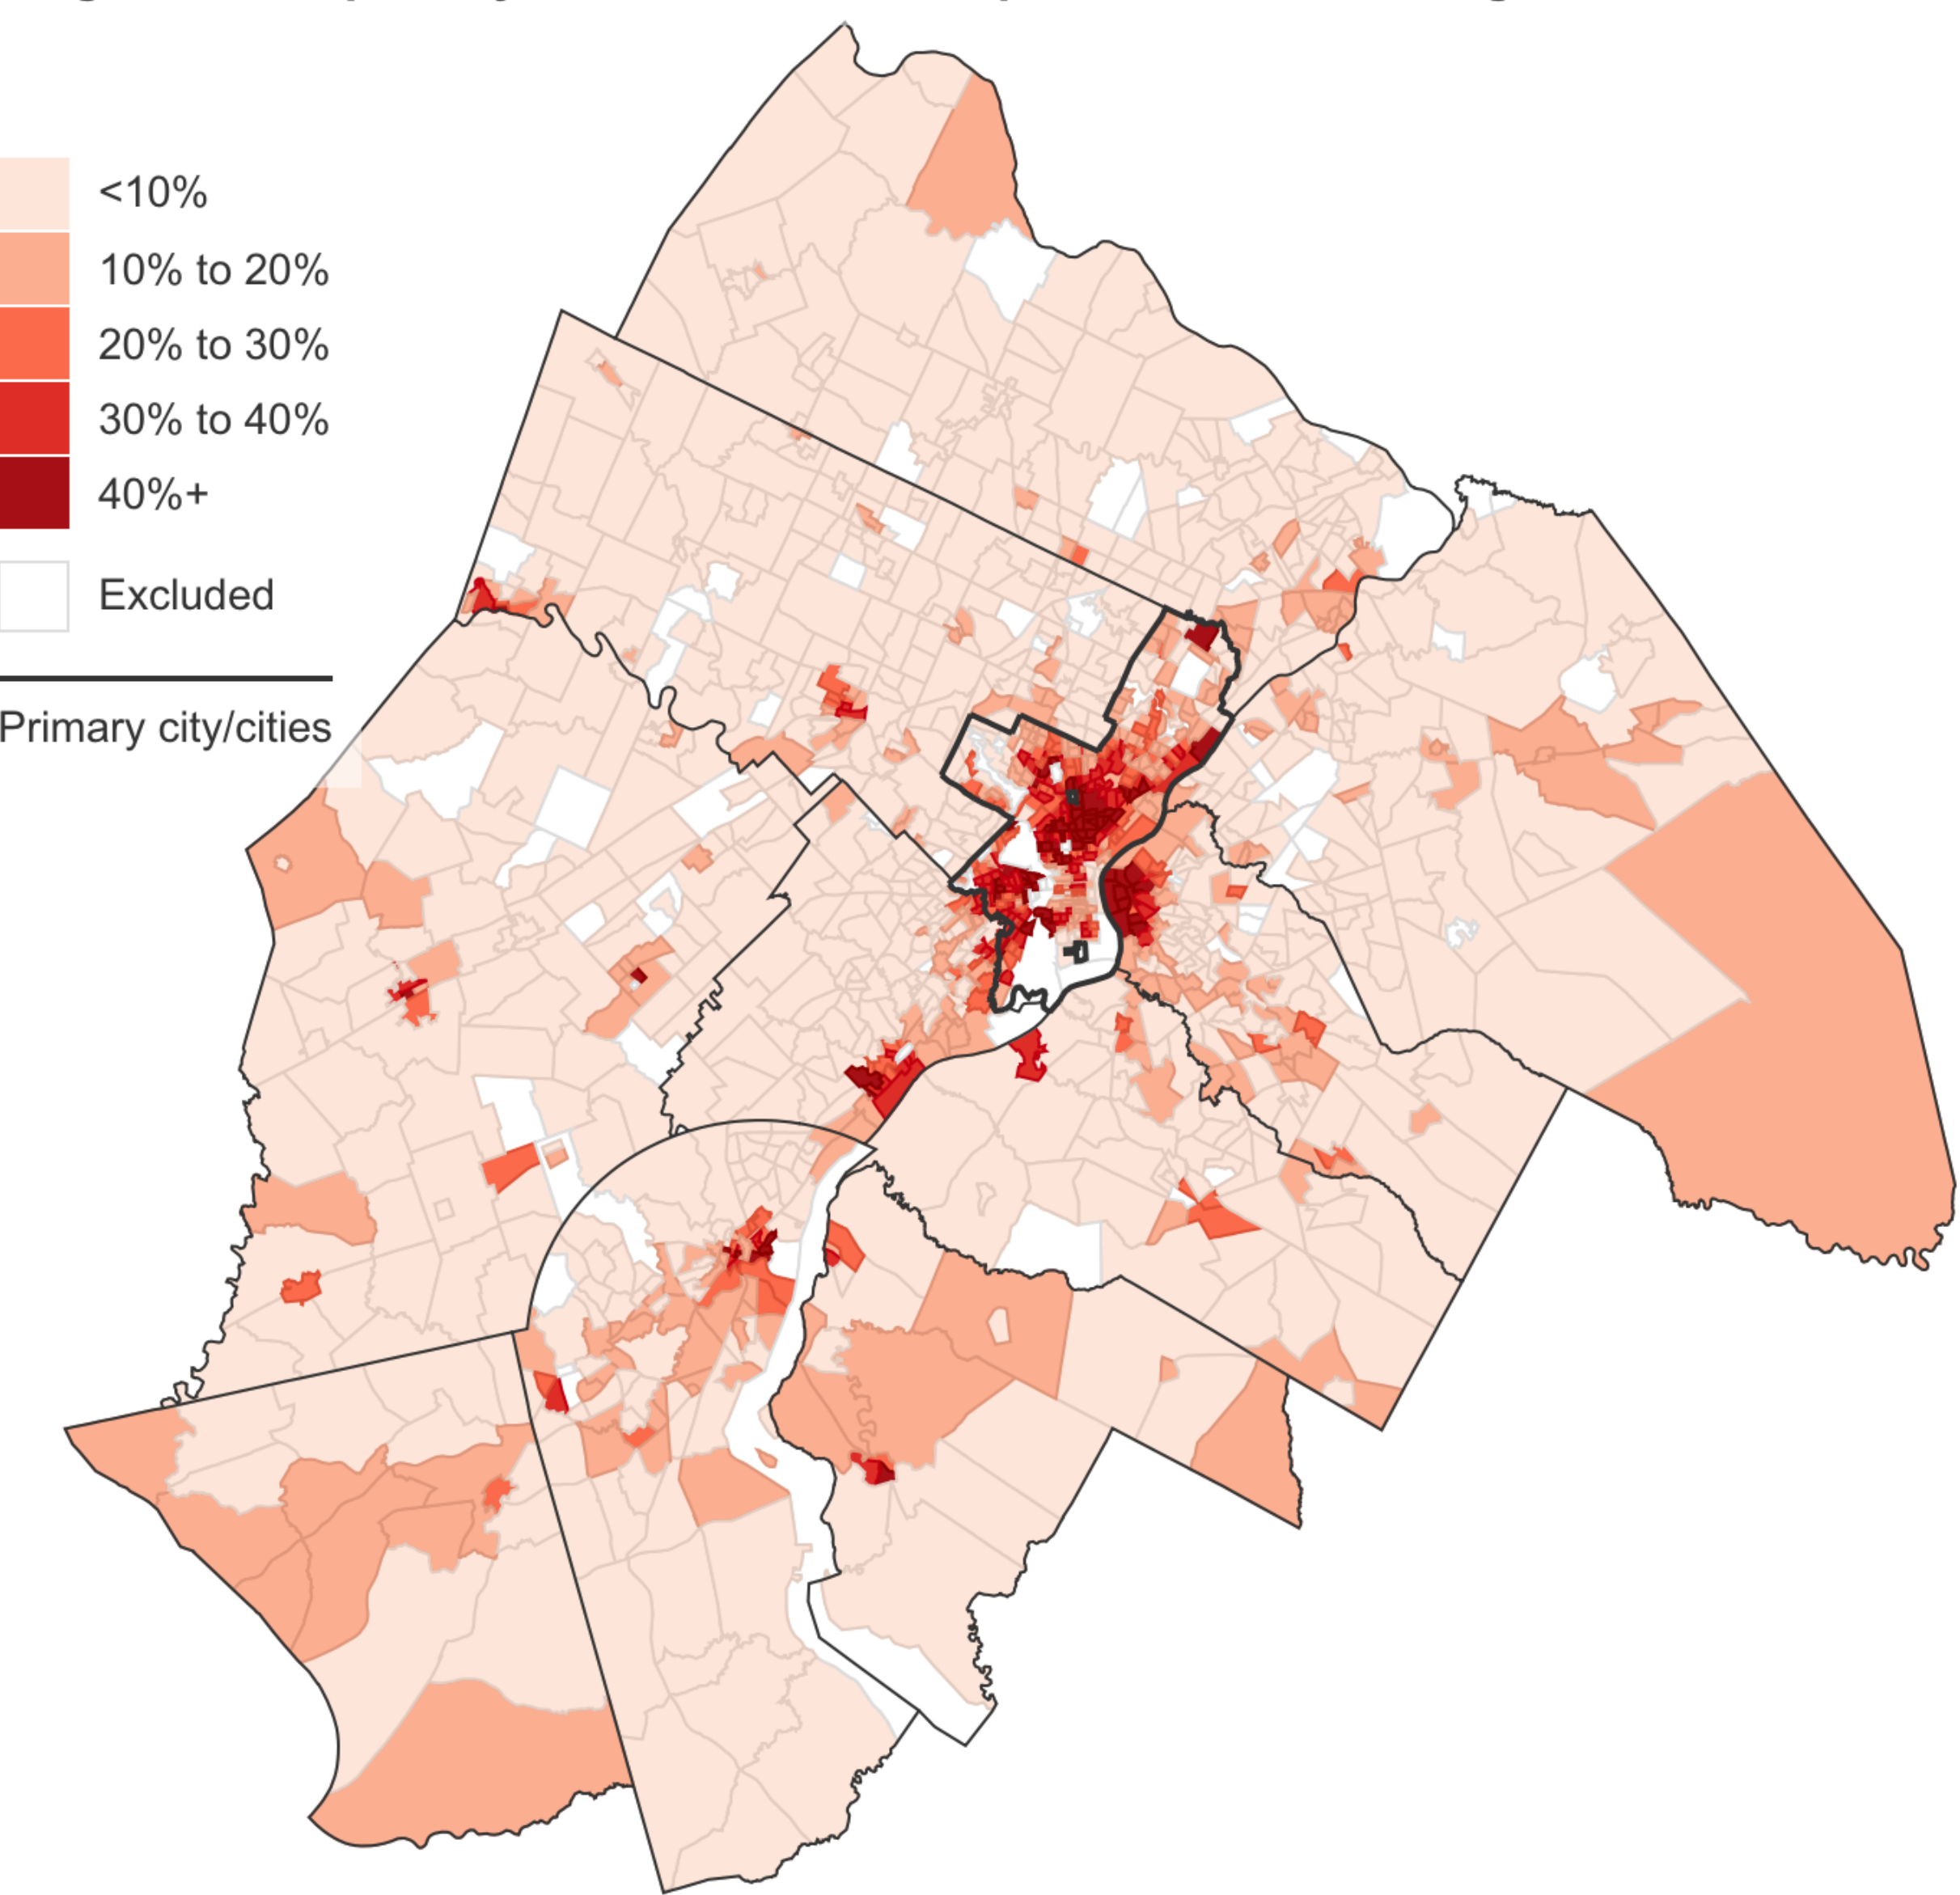 <10%
10% to 20%
20% to 30%
30% to 40%
40%+
Excluded
Primary city/cities